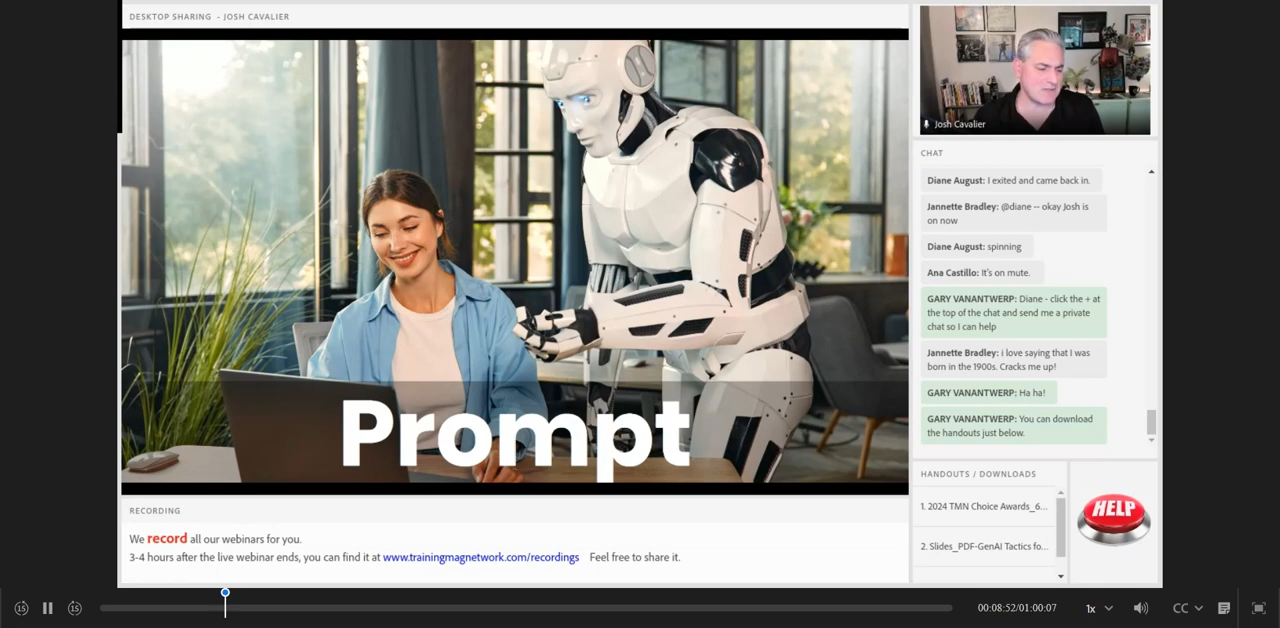 DESKTOP SHARING - JOSH CAVALIER
Prompt
RECORDING
We record all our webinars for you.
3-4 hours after the live webinar ends, you can find it at www.trainingmagnetwork.com/recordings Feel free to share it.
Josh Cavalier
CHAT
Diane August: I exited and came back in.
Jannette Bradley: @diane -- okay Josh is
on now
Diane August: spinning
Ana Castillo: It's on mute.
GARY VANANTWERP: Diane - click the + at
the top of the chat and send me a private
chat so I can help
Jannette Bradley: i love saying that I was
born in the 1900s. Cracks me up!
GARY VANANTWERP: Ha ha!
GARY VANANTWERP: You can download
the handouts just below.
HANDOUTS / DOWNLOADS
1. 2024 TMN Choice Awards_6...
2. Slides_PDF-GenAI Tactics fo...
HELP
15
15
00:08:52/01:00:07
1x
CC